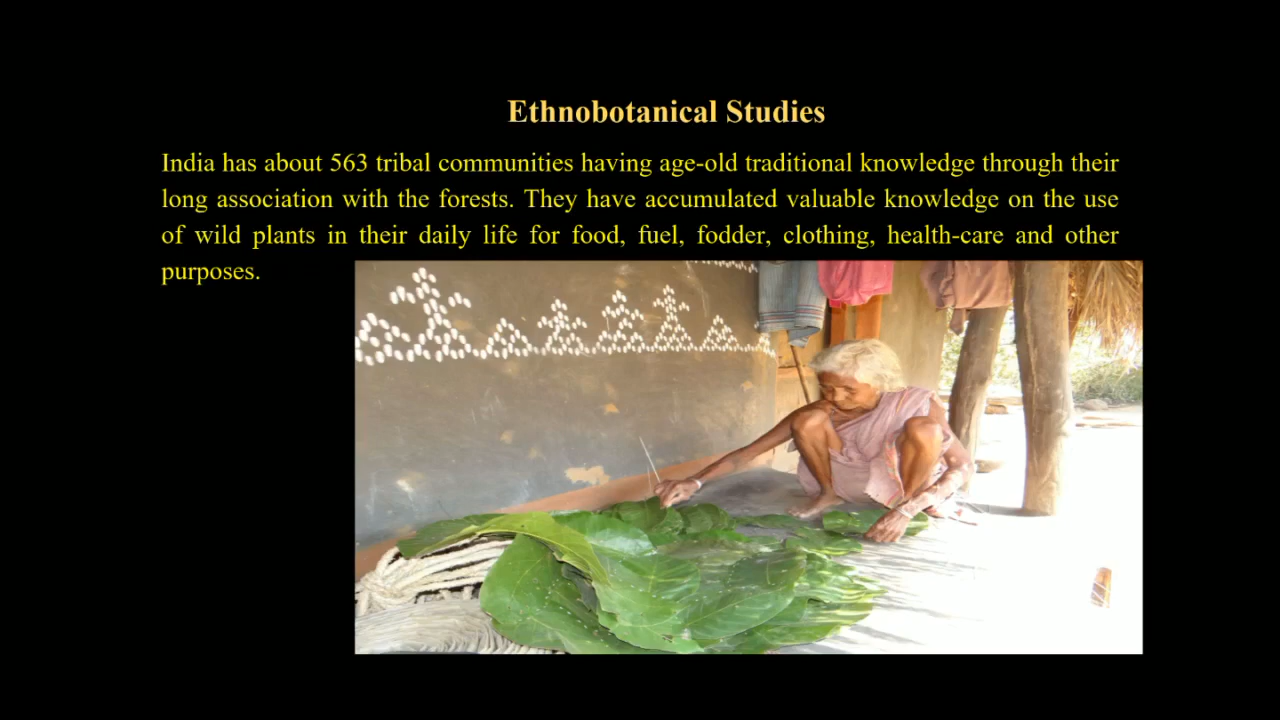 Ethnobotanical Studies
India has about 563 tribal communities having age-old traditional knowledge through their
long association with the forests. They have accumulated valuable knowledge on the use
of wild plants in their daily life for food, fuel, fodder, clothing, health-care and other
purposes.